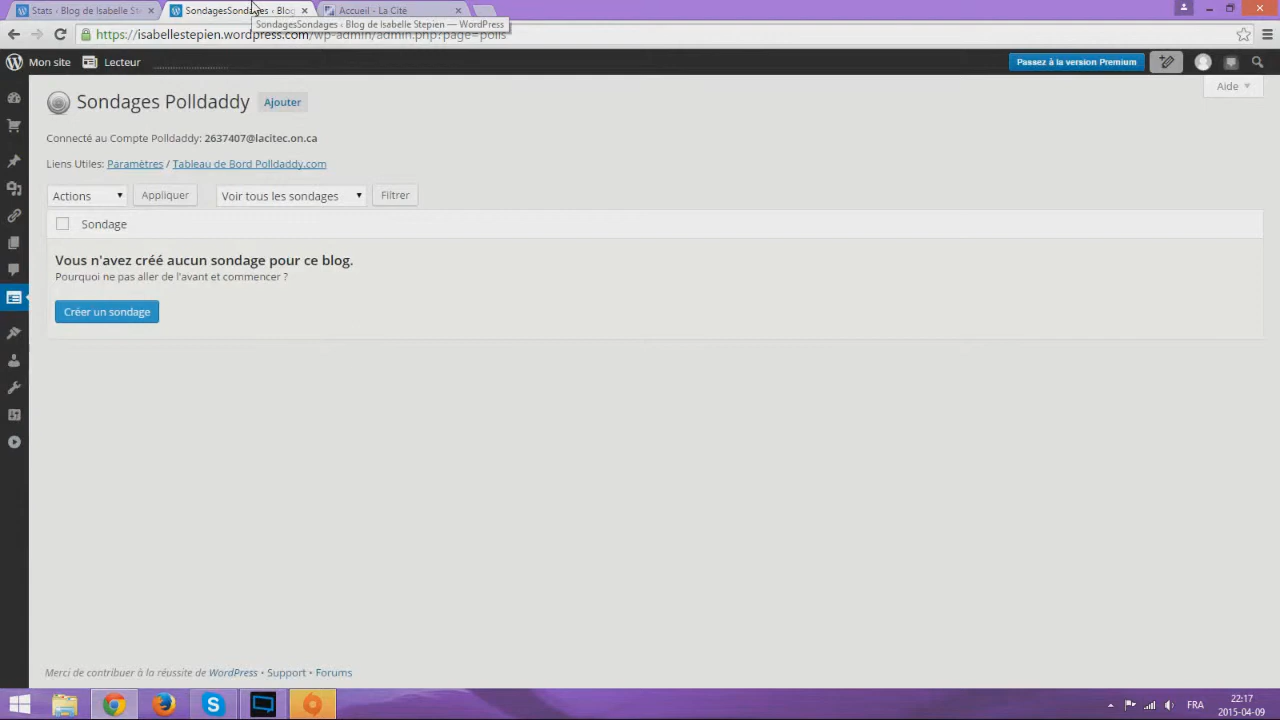 Stats ‹ Blog de Isabelle Ste
SondagesSondages ‹ Blog
Accueil - La Cité
SondagesSondages ‹ Blog de Isabelle Stepien — WordPress
https://isabellestepien.wordpress.com/wp-admin/admin.php?page=polls
Mon site
Lecteur
Passez à la version Premium
Aide
Sondages Polldaddy
Ajouter
Connecté au Compte Polldaddy: 2637407@lacitec.on.ca
Liens Utiles: Paramètres / Tableau de Bord Polldaddy.com
Actions
Appliquer
Voir tous les sondages
Filtrer
Sondage
Vous n'avez créé aucun sondage pour ce blog.
Pourquoi ne pas aller de l'avant et commencer ?
Créer un sondage
Merci de contribuer à la réussite de WordPress • Support • Forums
FRA
22:17
2015-04-09